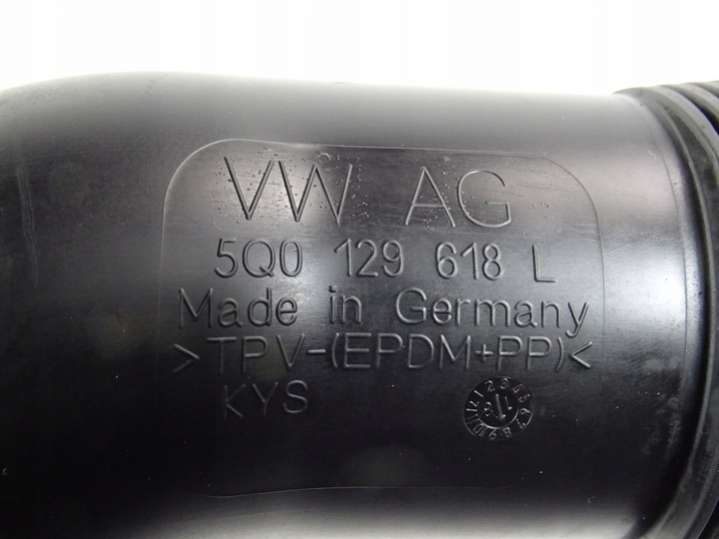 VW AG
5Q0 129 618 L
Made in Germany
>TPV-(EPDM+PP)<
KYS